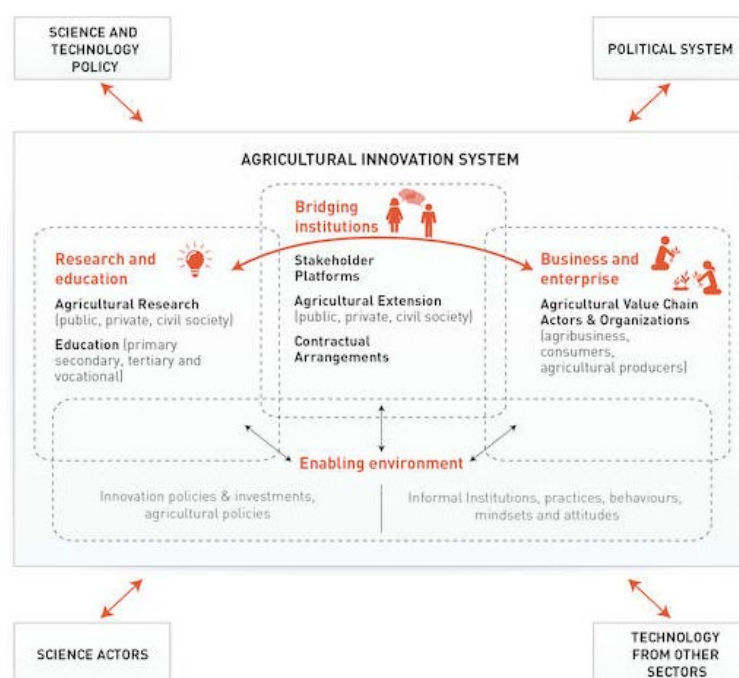 SCIENCE AND
TECHNOLOGY
POLICY
POLITICAL SYSTEM
AGRICULTURAL INNOVATION SYSTEM
Bridging
institutions
Stakeholder
Platforms
Agricultural Extension
(public, private, civil society)
Contractual
Arrangements
Research and
education
Agricultural Research
(public, private, civil society)
Education (primary
secondary, tertiary and
vocational)
Business and
enterprise
Agricultural Value Chain
Actors & Organizations
(agribusiness,
consumers,
agricultural producers)
Enabling environment
Innovation policies & investments,
agricultural policies
Informal Institutions, practices, behaviours,
mindsets and attitudes
SCIENCE ACTORS
TECHNOLOGY
FROM OTHER
SECTORS